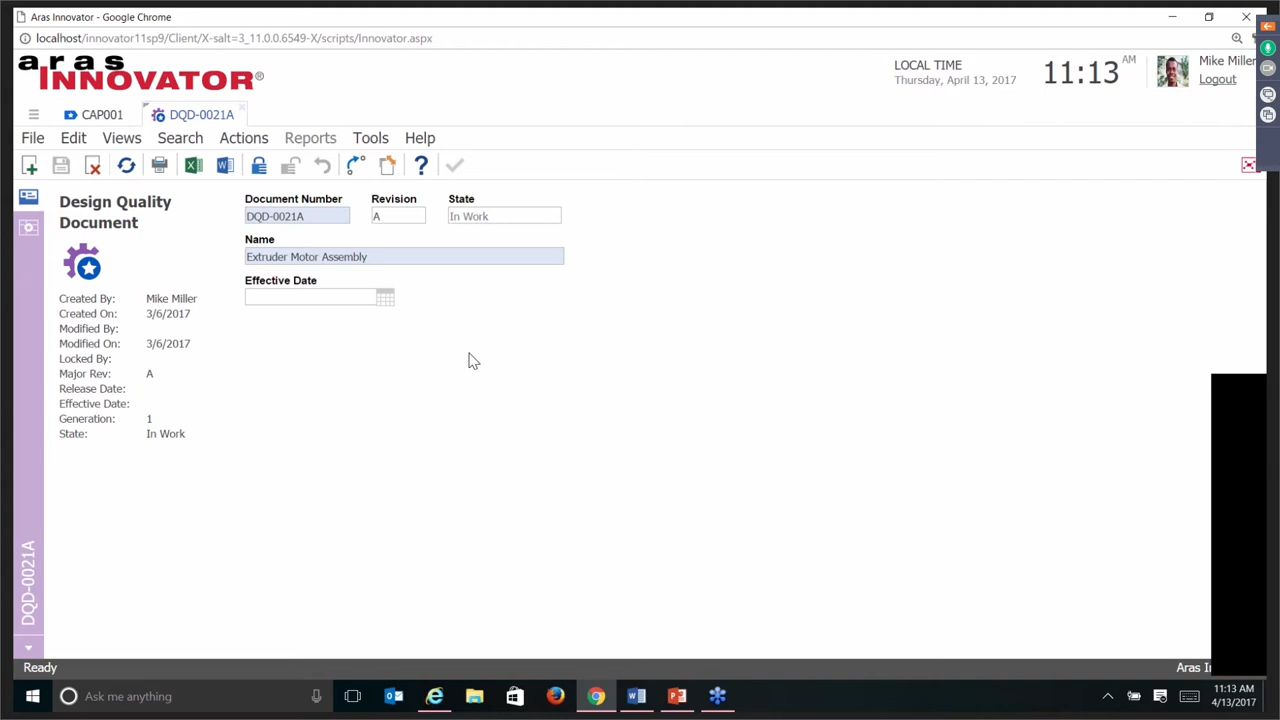 Aras Innovator - Google Chrome
localhost/innovator11sp9/Client/X-salt=3_11.0.0.6549-X/scripts/Innovator.aspx
aras
INNOVATOR®
LOCAL TIME
Thursday, April 13, 2017
11:13 AM
Mike Miller
Logout
CAP001
DQD-0021A
File Edit Views Search Actions Reports Tools Help
Design Quality
Document
Document Number Revision State
DQD-0021A A In Work
Name
Extruder Motor Assembly
Effective Date
Created By: Mike Miller
Created On: 3/6/2017
Modified By:
Modified On: 3/6/2017
Locked By:
Major Rev: A
Release Date:
Effective Date:
Generation: 1
State: In Work
DQD-0021A
Ready
Aras
Ask me anything
11:13 AM
4/13/2017